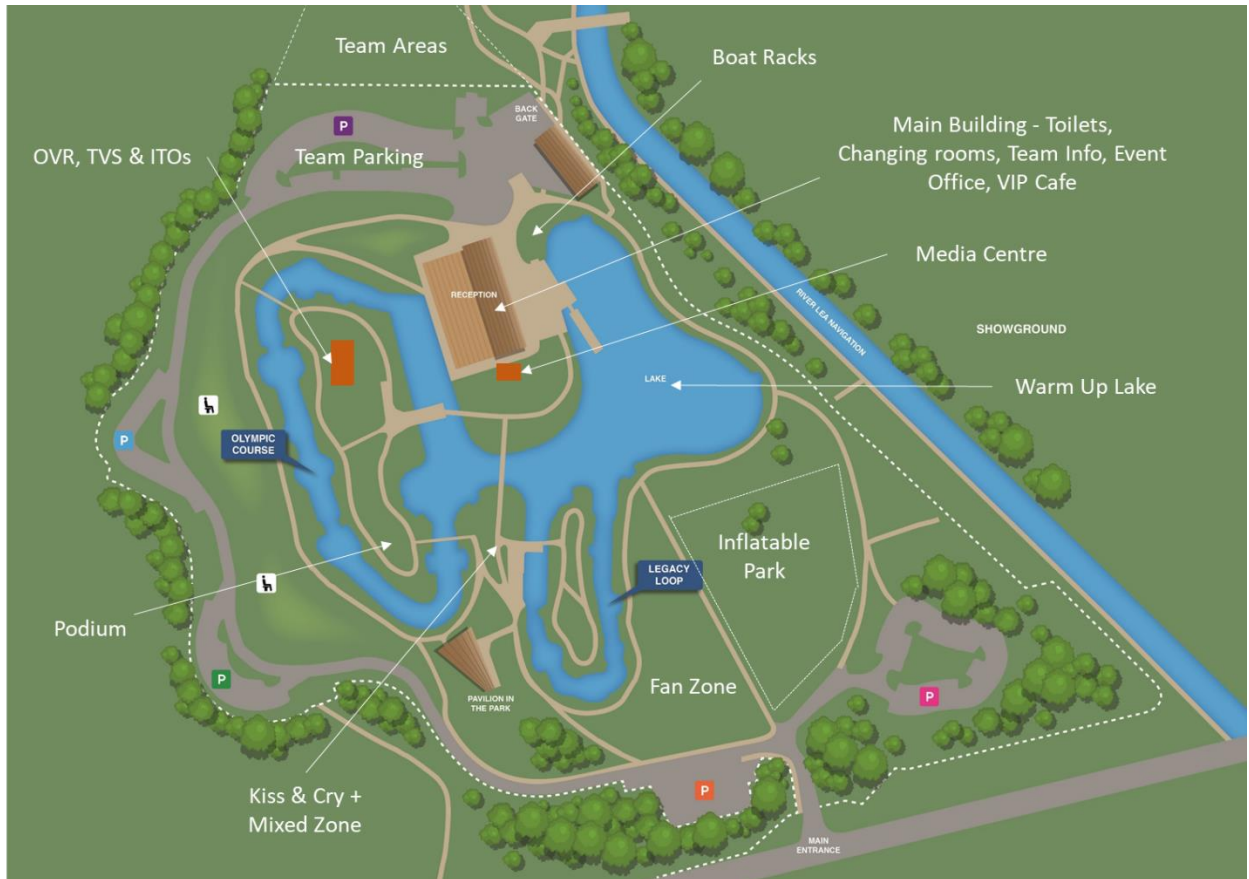 Team Areas
Boat Racks
BACK
GATE
P
Team Parking
OVR, TVS & ITOs
Main Building - Toilets,
Changing rooms, Team Info, Event
Office, VIP Cafe
Media Centre
RECEPTION
RIVER LEA NAVIGATION
SHOWGROUND
LAKE
Warm Up Lake
P
OLYMPIC
COURSE
Inflatable
Park
LEGACY
LOOP
Podium
P
PAVILION IN
THE PARK
Fan Zone
P
Kiss & Cry +
Mixed Zone
P
MAIN
ENTRANCE